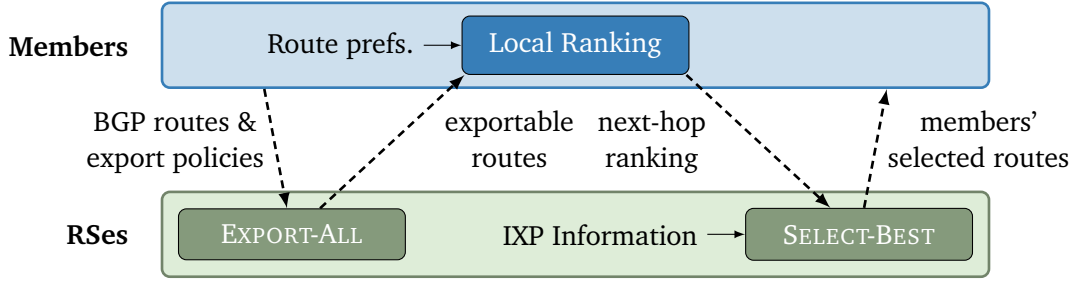 Members
Route prefs.
Local Ranking
BGP routes &
export policies
exportable
routes
next-hop
ranking
members’
selected routes
RSes
EXPORT-ALL
IXP Information
SELECT-BEST